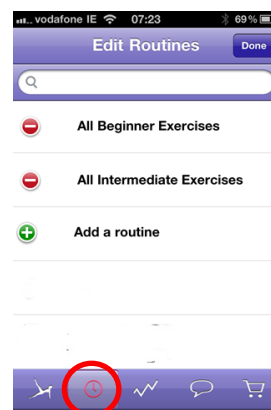 vodafone IE 07:23 69%
Edit Routines Done
All Beginner Exercises
All Intermediate Exercises
Add a routine